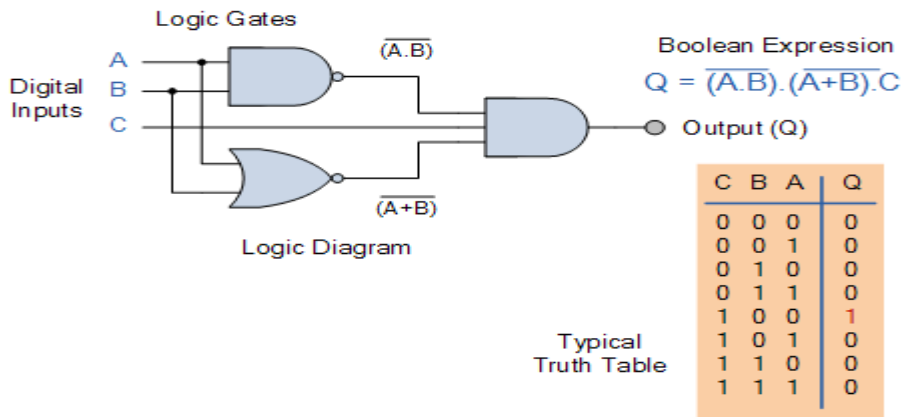 Logic Gates
A
B
C
Digital
Inputs
(A̅.̅B̅)
(A̅+̅B̅)
Logic Diagram
Boolean Expression
Q = (A̅.̅B̅).(A̅+̅B̅).C
Output (Q)
C B A Q
0 0 0 0
0 0 1 0
0 1 0 0
0 1 1 0
1 0 0 1
1 0 1 0
1 1 0 0
1 1 1 0
Typical
Truth Table